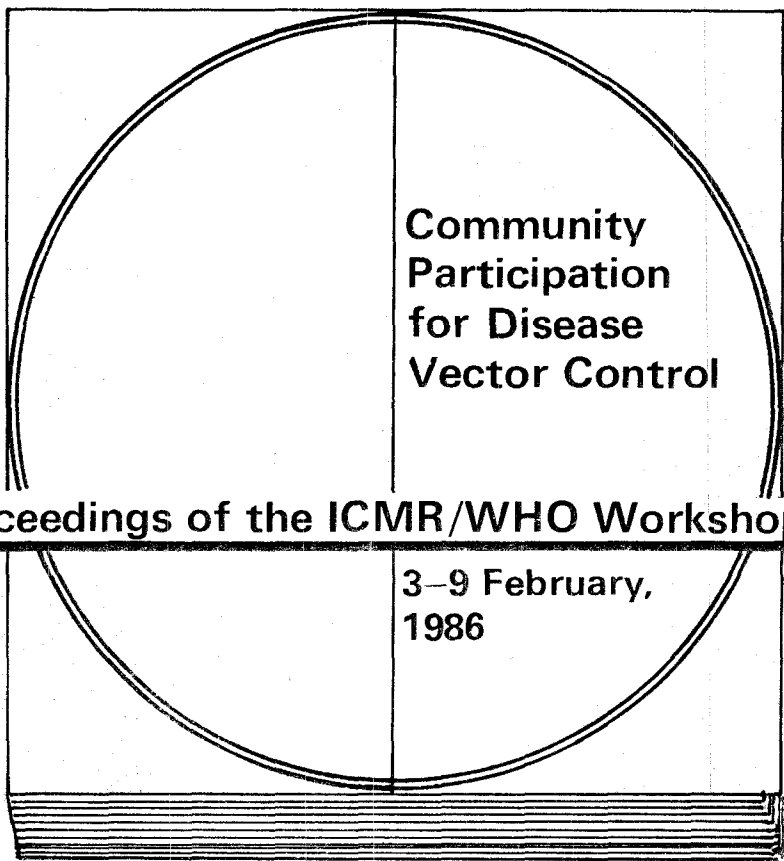 Community
Participation
for Disease
Vector Control
ceedings of the ICMR/WHO Worksho
3–9 February,
1986